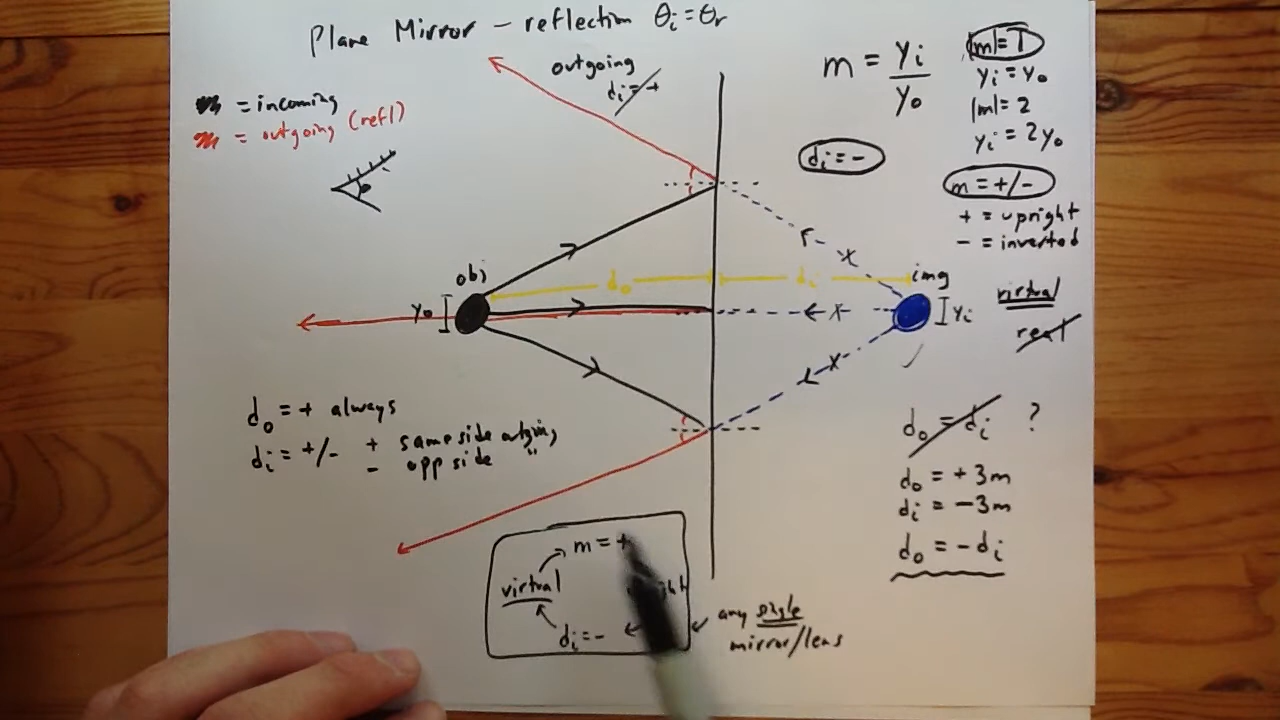 Plane Mirror – reflection θi = θr
= incoming
= outgoing (refl)
outgoing
di = +
m = yi / yo
|m| = 1
yi = yo
|m| = 2
yi = 2yo
di = -
m = +/-
+ = upright
- = inverted
virtual
real
obj
do
di
img
yo
yi
x
x
x
do = + always
di = +/- + same side outgoing
- opp side "
do = di ?
do = +3m
di = -3m
do = -di
m = +
virtual
di = -
any single
mirror/lens